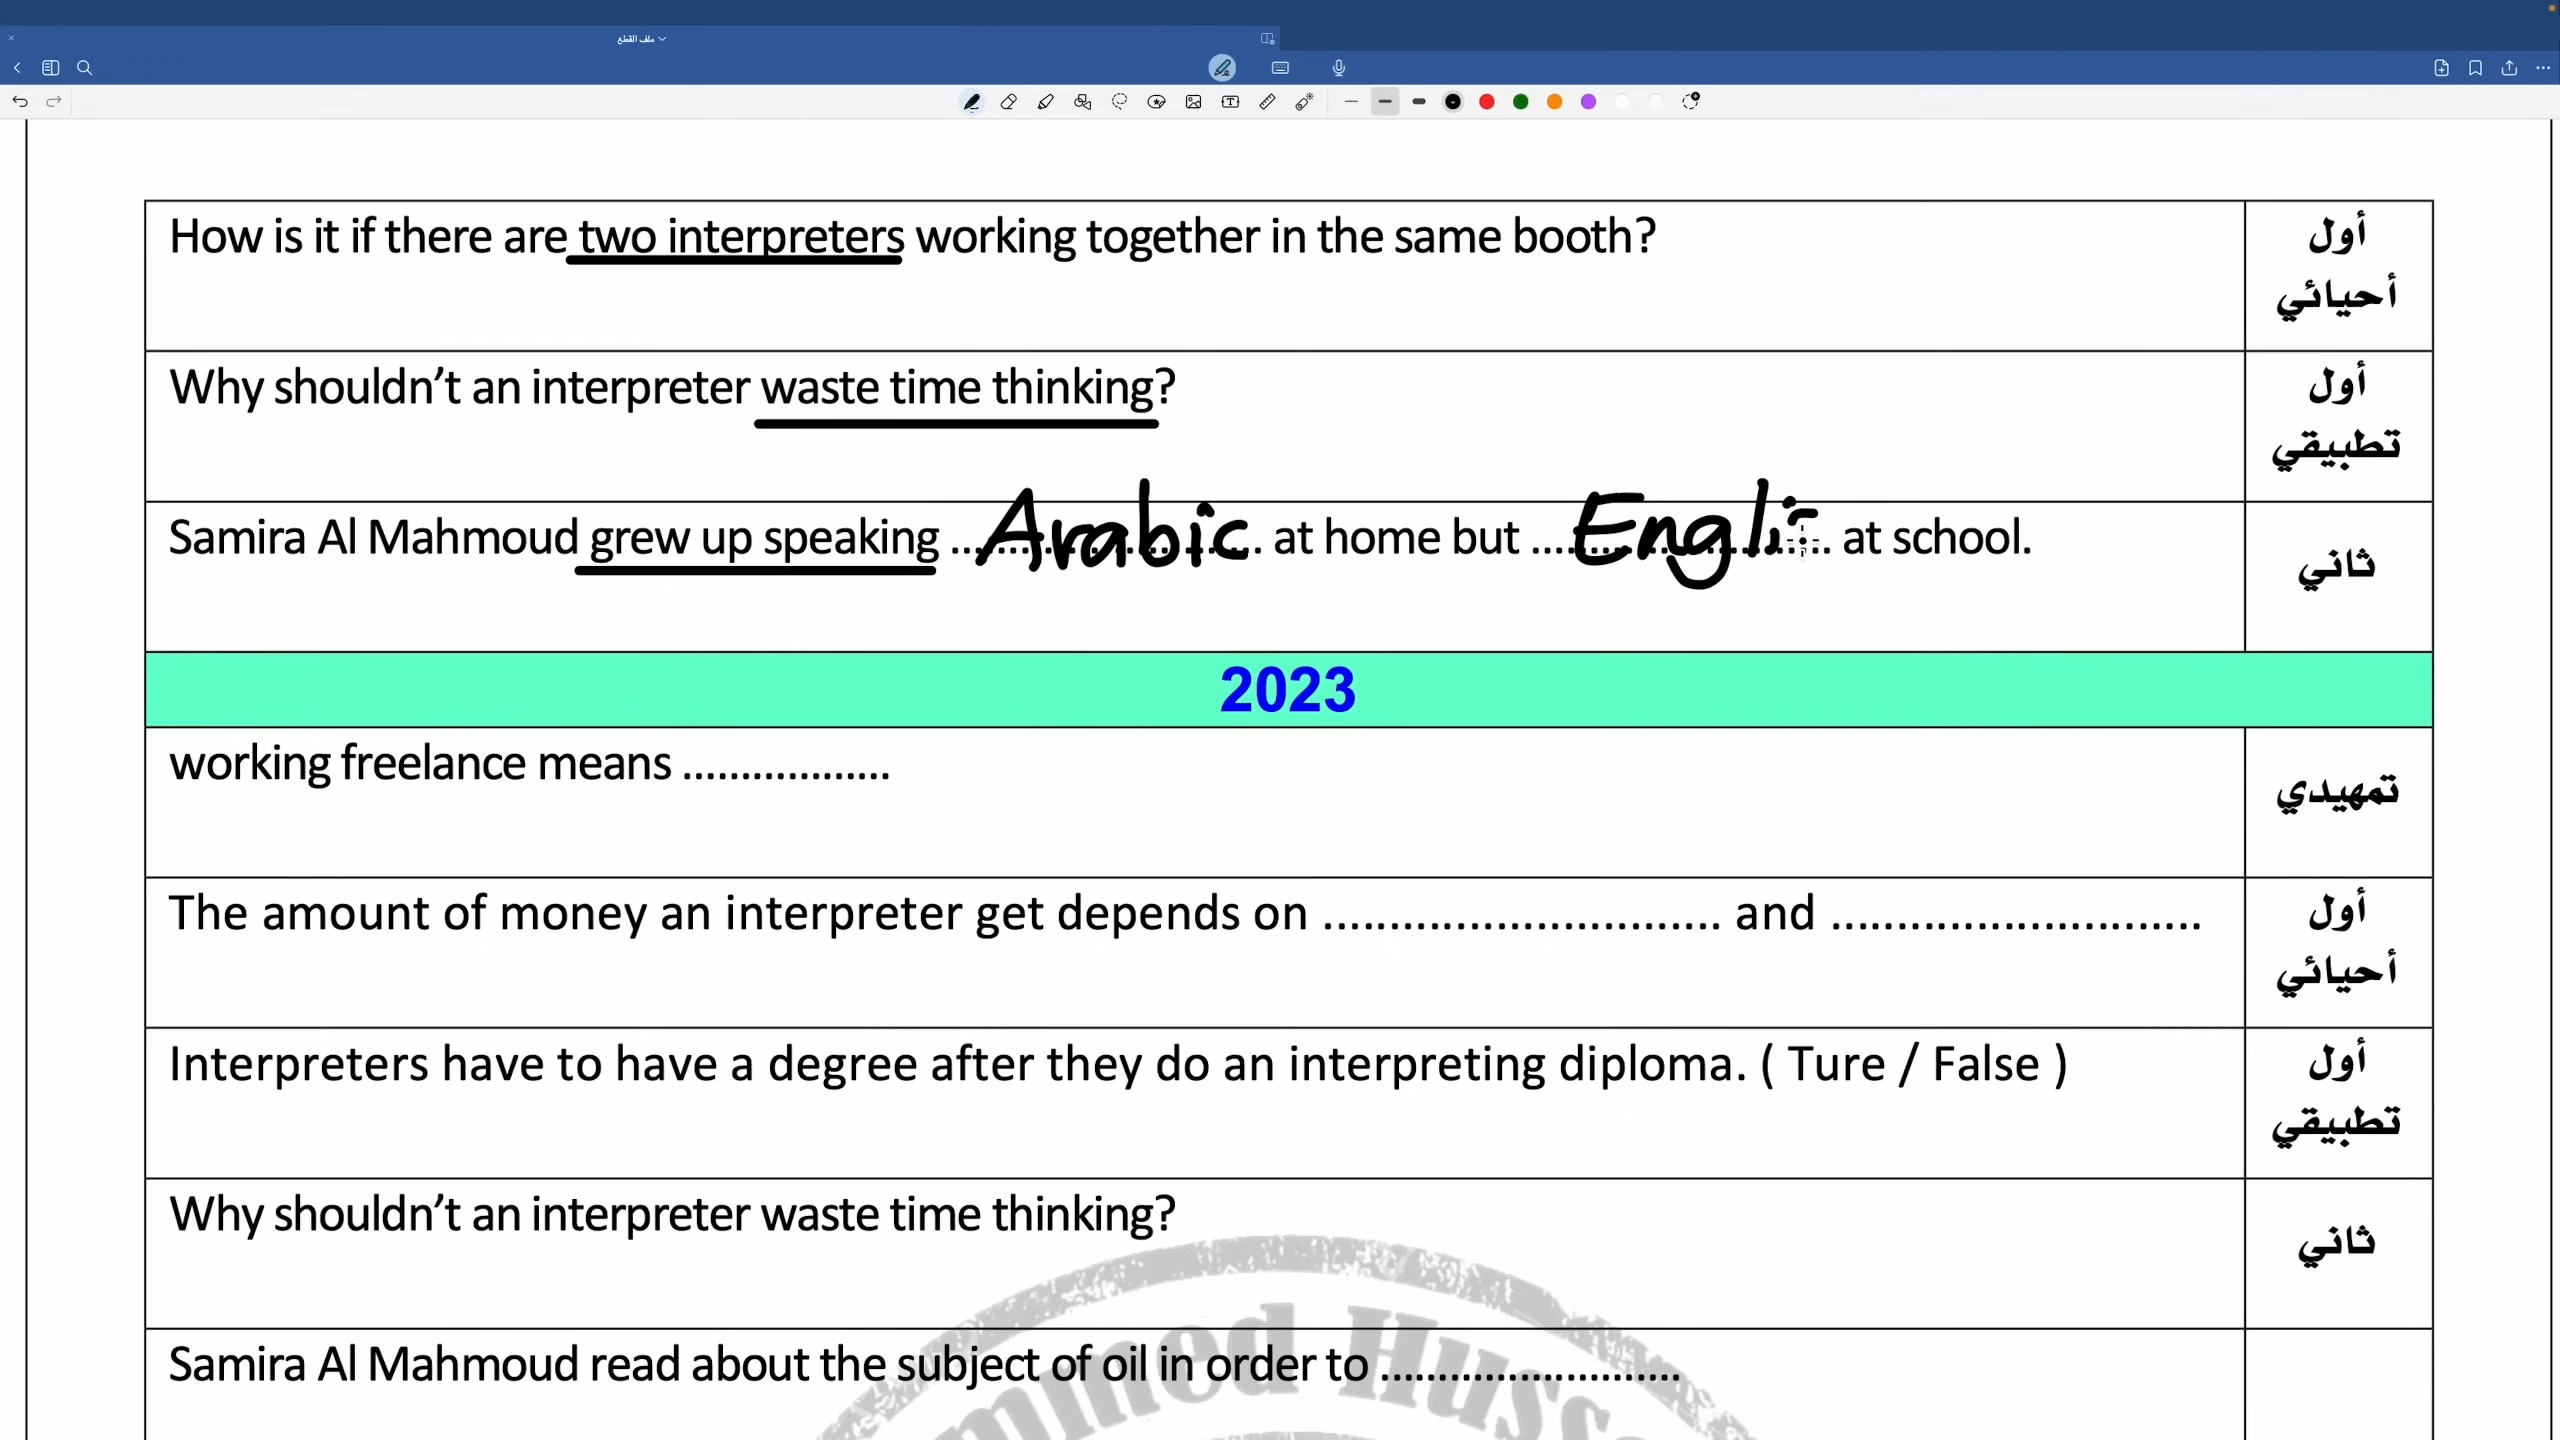 ملف القطع
How is it if there are two interpreters working together in the same booth?
أول
أحيائي
Why shouldn't an interpreter waste time thinking?
أول
تطبيقي
Samira Al Mahmoud grew up speaking ... Arabic ... at home but ... Engli ... at school.
ثاني
2023
working freelance means ..................
تمهيدي
The amount of money an interpreter get depends on .............................. and ............................
أول
أحيائي
Interpreters have to have a degree after they do an interpreting diploma. ( Ture / False )
أول
تطبيقي
Why shouldn't an interpreter waste time thinking?
ثاني
Samira Al Mahmoud read about the subject of oil in order to ..........................
mmed Huss